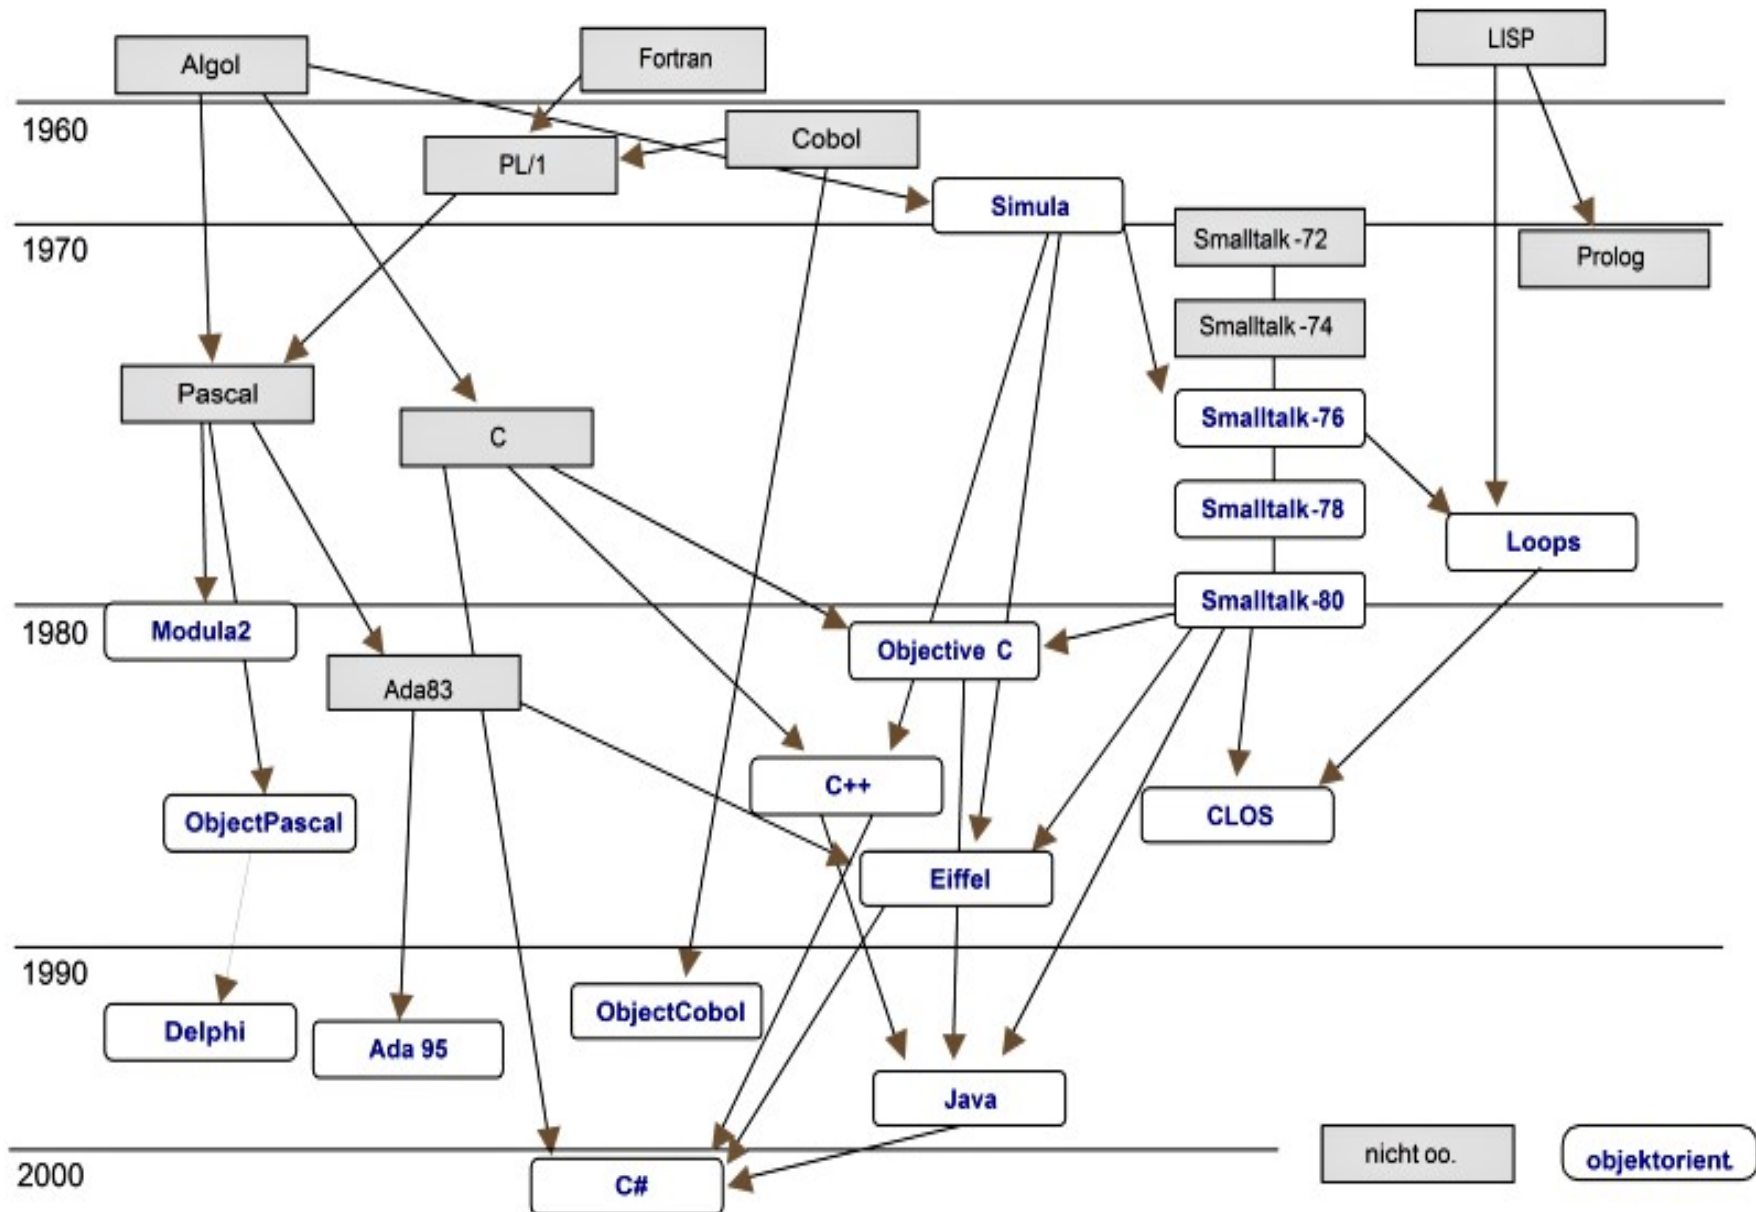 Algol
Fortran
LISP
1960
PL/1
Cobol
Simula
1970
Smalltalk-72
Prolog
Smalltalk-74
Pascal
C
Smalltalk-76
Smalltalk-78
Loops
1980
Modula2
Smalltalk-80
Objective C
Ada83
C++
ObjectPascal
CLOS
Eiffel
1990
Delphi
Ada 95
ObjectCobol
Java
2000
C#
nicht oo.
objektorient.